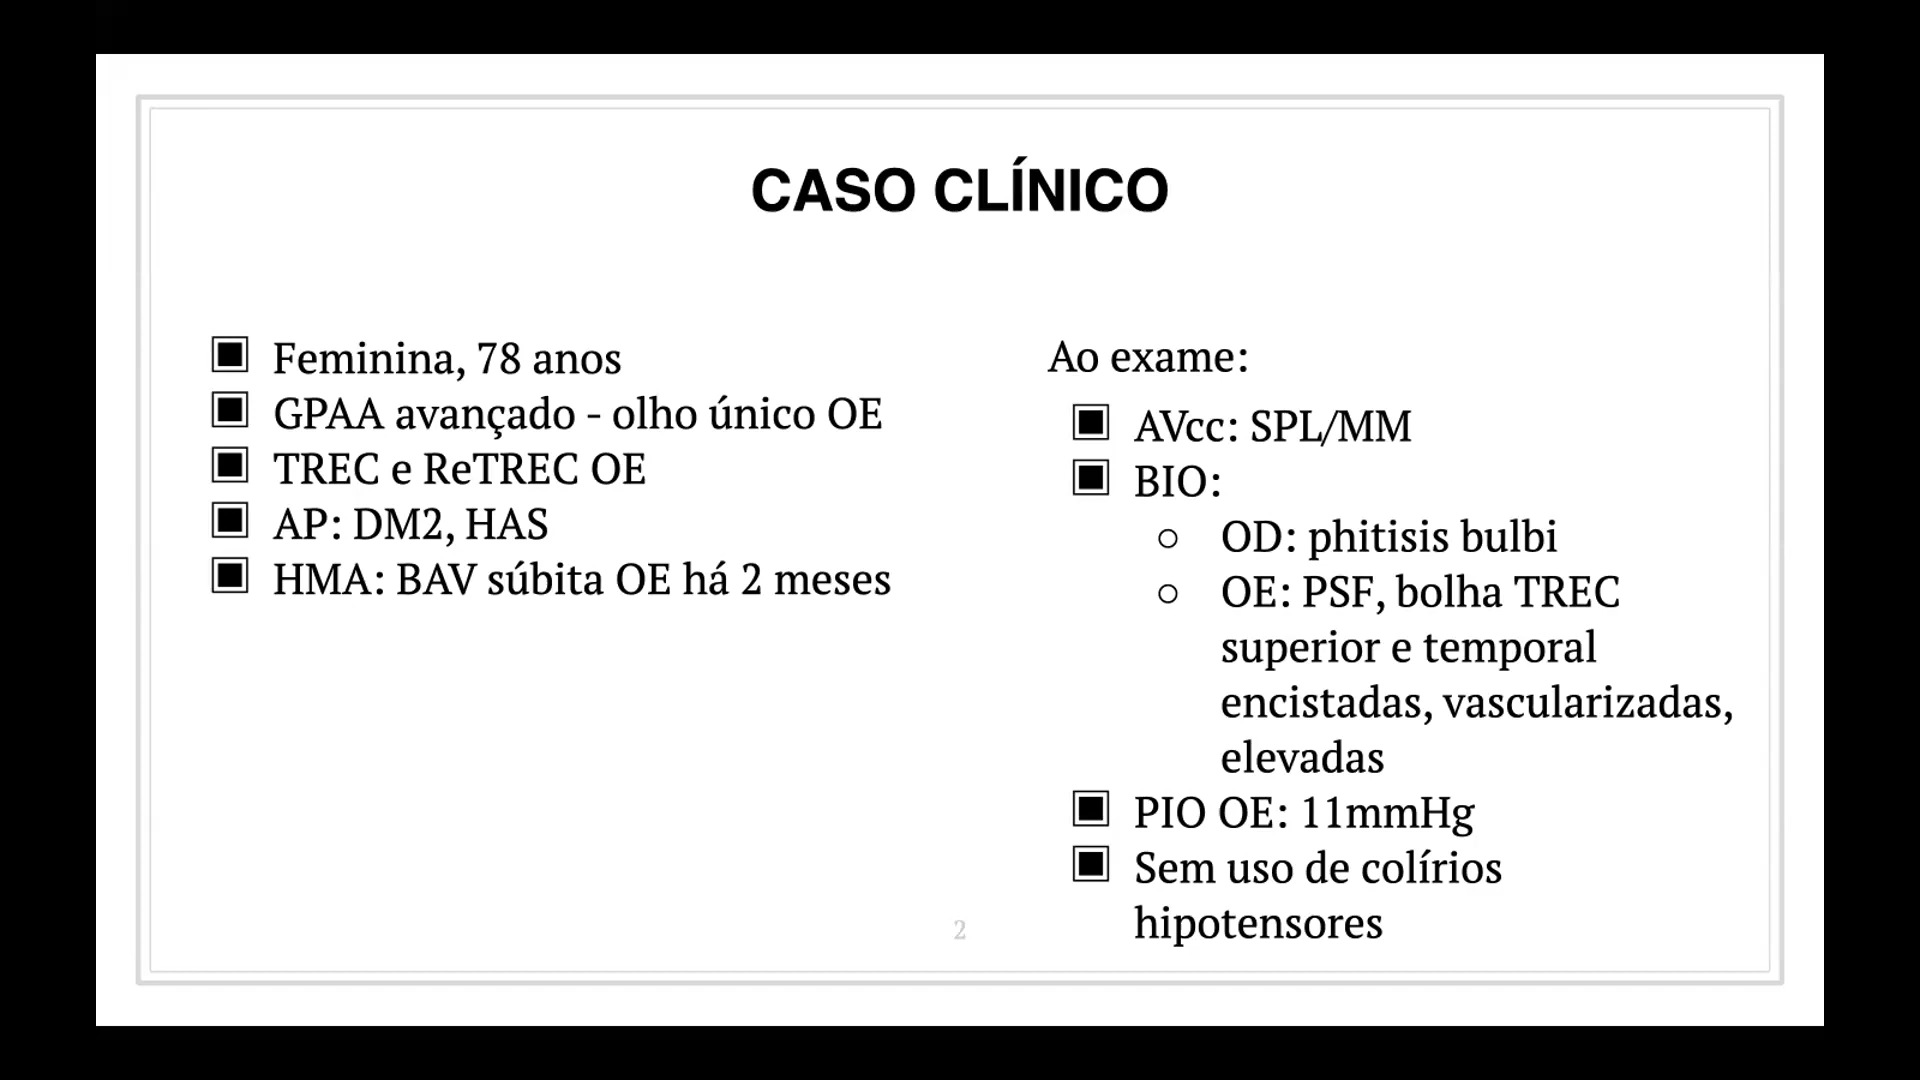 CASO CLÍNICO
Feminina, 78 anos
GPAA avançado - olho único OE
TREC e ReTREC OE
AP: DM2, HAS
HMA: BAV súbita OE há 2 meses
Ao exame:
AVcc: SPL/MM
BIO:
OD: phitisis bulbi
OE: PSF, bolha TREC
superior e temporal
encistadas, vascularizadas,
elevadas
PIO OE: 11mmHg
Sem uso de colírios
hipotensores
2